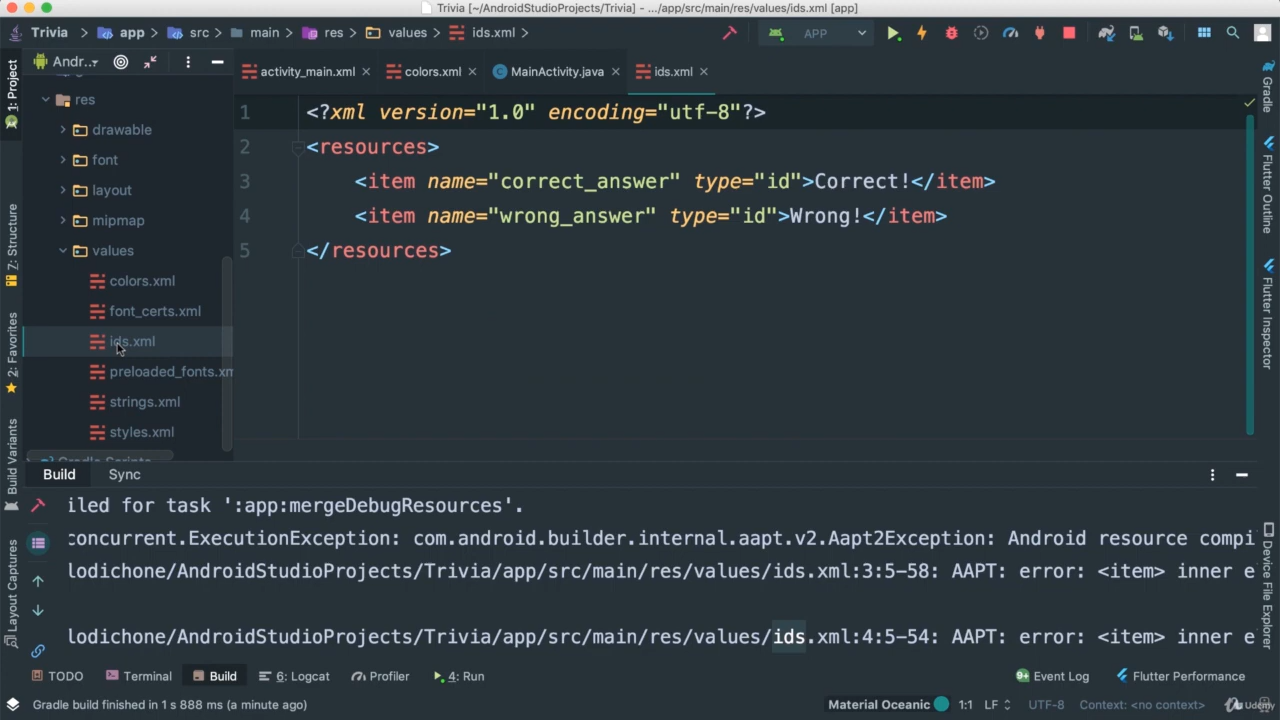 Trivia [~/AndroidStudioProjects/Trivia] - .../app/src/main/res/values/ids.xml [app]
Trivia app src main res values ids.xml APP
1: Project
Andr...
activity_main.xml colors.xml MainActivity.java ids.xml
res
drawable
font
layout
mipmap
values
colors.xml
font_certs.xml
ids.xml
preloaded_fonts.xm
strings.xml
styles.xml
1 <?xml version="1.0" encoding="utf-8"?>
2 <resources>
3 <item name="correct_answer" type="id">Correct!</item>
4 <item name="wrong_answer" type="id">Wrong!</item>
5 </resources>
7: Structure
2: Favorites
Build Variants
Layout Captures
Gradle
Flutter Outline
Flutter Inspector
Device File Explorer
Build Sync
iled for task ':app:mergeDebugResources'.
concurrent.ExecutionException: com.android.builder.internal.aapt.v2.Aapt2Exception: Android resource compi
lodichone/AndroidStudioProjects/Trivia/app/src/main/res/values/ids.xml:3:5-58: AAPT: error: <item> inner e
lodichone/AndroidStudioProjects/Trivia/app/src/main/res/values/ids.xml:4:5-54: AAPT: error: <item> inner e
TODO Terminal Build 6: Logcat Profiler 4: Run 9+ Event Log Flutter Performance
Gradle build finished in 1 s 888 ms (a minute ago) Material Oceanic 1:1 LF UTF-8 Context: <no context> Udemy